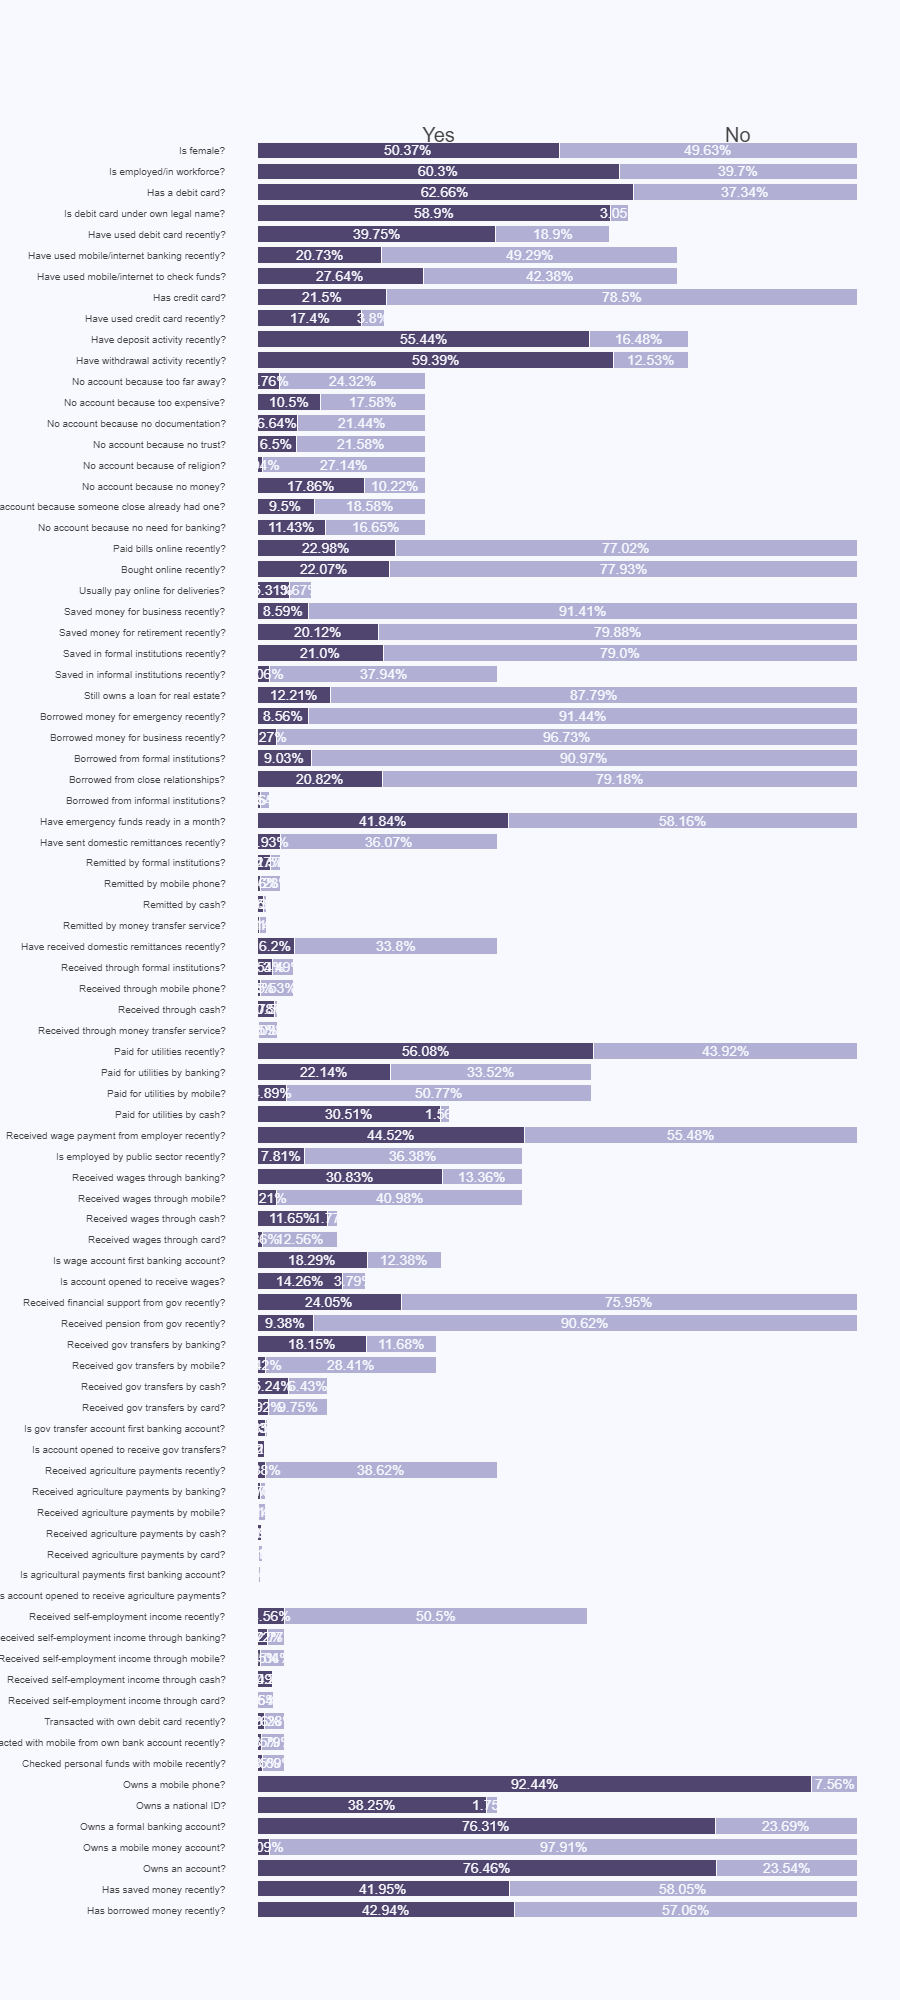 Yes No
Is female? 50.37% 49.63%
Is employed/in workforce? 60.3% 39.7%
Has a debit card? 62.66% 37.34%
Is debit card under own legal name? 58.9% 3.05
Have used debit card recently? 39.75% 18.9%
Have used mobile/internet banking recently? 20.73% 49.29%
Have used mobile/internet to check funds? 27.64% 42.38%
Has credit card? 21.5% 78.5%
Have used credit card recently? 17.4% 3.8%
Have deposit activity recently? 55.44% 16.48%
Have withdrawal activity recently? 59.39% 12.53%
No account because too far away? .76% 24.32%
No account because too expensive? 10.5% 17.58%
No account because no documentation? 6.64% 21.44%
No account because no trust? 6.5% 21.58%
No account because of religion? 27.14%
No account because no money? 17.86% 10.22%
account because someone close already had one? 9.5% 18.58%
No account because no need for banking? 11.43% 16.65%
Paid bills online recently? 22.98% 77.02%
Bought online recently? 22.07% 77.93%
Usually pay online for deliveries? 5.31%
Saved money for business recently? 8.59% 91.41%
Saved money for retirement recently? 20.12% 79.88%
Saved in formal institutions recently? 21.0% 79.0%
Saved in informal institutions recently? 06% 37.94%
Still owns a loan for real estate? 12.21% 87.79%
Borrowed money for emergency recently? 8.56% 91.44%
Borrowed money for business recently? 27% 96.73%
Borrowed from formal institutions? 9.03% 90.97%
Borrowed from close relationships? 20.82% 79.18%
Borrowed from informal institutions?
Have emergency funds ready in a month? 41.84% 58.16%
Have sent domestic remittances recently? .93% 36.07%
Remitted by formal institutions?
Remitted by mobile phone?
Remitted by cash?
Remitted by money transfer service?
Have received domestic remittances recently? 6.2% 33.8%
Received through formal institutions?
Received through mobile phone?
Received through cash?
Received through money transfer service?
Paid for utilities recently? 56.08% 43.92%
Paid for utilities by banking? 22.14% 33.52%
Paid for utilities by mobile? .89% 50.77%
Paid for utilities by cash? 30.51% 1.56
Received wage payment from employer recently? 44.52% 55.48%
Is employed by public sector recently? 7.81% 36.38%
Received wages through banking? 30.83% 13.36%
Received wages through mobile? 21% 40.98%
Received wages through cash? 11.65% 1.77
Received wages through card? 6% 12.56%
Is wage account first banking account? 18.29% 12.38%
Is account opened to receive wages? 14.26% 3.79%
Received financial support from gov recently? 24.05% 75.95%
Received pension from gov recently? 9.38% 90.62%
Received gov transfers by banking? 18.15% 11.68%
Received gov transfers by mobile? 42% 28.41%
Received gov transfers by cash? 5.24% 6.43%
Received gov transfers by card? 92% 9.75%
Is gov transfer account first banking account?
Is account opened to receive gov transfers?
Received agriculture payments recently? 38% 38.62%
Received agriculture payments by banking?
Received agriculture payments by mobile?
Received agriculture payments by cash?
Received agriculture payments by card?
Is agricultural payments first banking account?
s account opened to receive agriculture payments?
Received self-employment income recently? .56% 50.5%
eceived self-employment income through banking?
Received self-employment income through mobile?
Received self-employment income through cash?
Received self-employment income through card?
Transacted with own debit card recently?
acted with mobile from own bank account recently?
Checked personal funds with mobile recently?
Owns a mobile phone? 92.44% 7.56%
Owns a national ID? 38.25% 1.75
Owns a formal banking account? 76.31% 23.69%
Owns a mobile money account? 09% 97.91%
Owns an account? 76.46% 23.54%
Has saved money recently? 41.95% 58.05%
Has borrowed money recently? 42.94% 57.06%